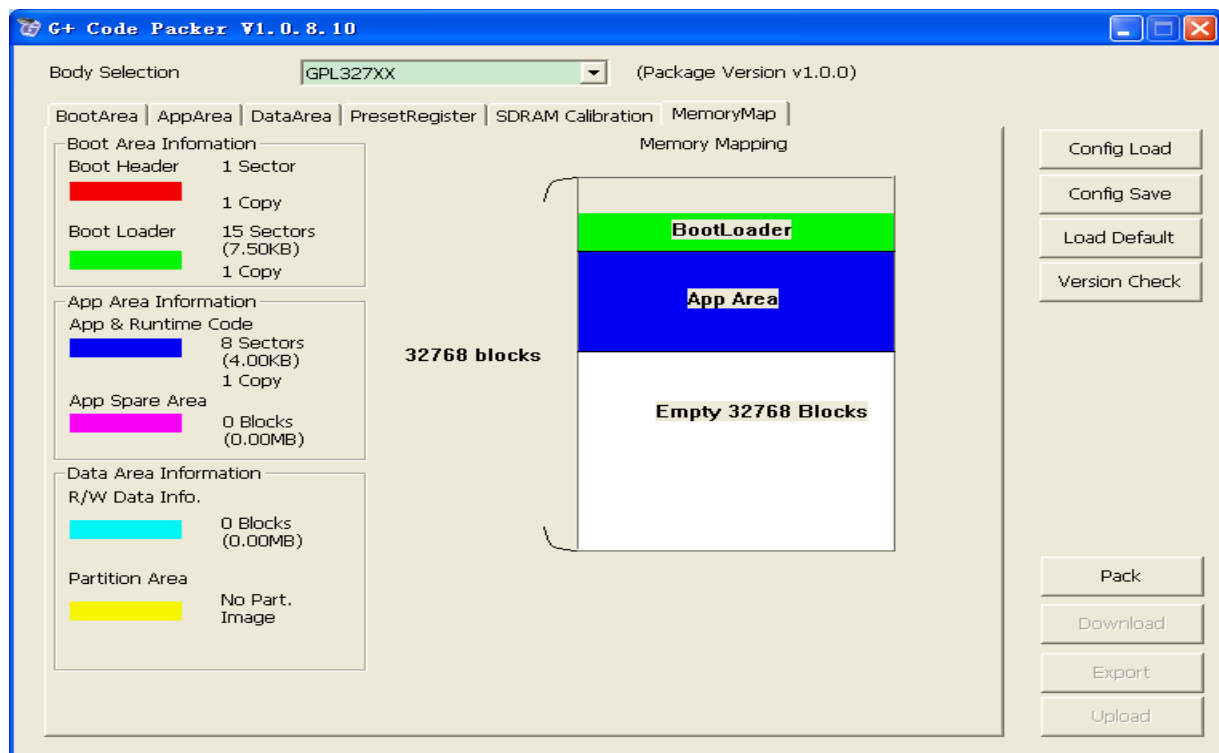 G+ Code Packer V1.0.8.10
Body Selection GPL327XX (Package Version v1.0.0)
BootArea AppArea DataArea PresetRegister SDRAM Calibration MemoryMap
Boot Area Infomation
Boot Header 1 Sector
1 Copy
Boot Loader 15 Sectors
(7.50KB)
1 Copy
App Area Information
App & Runtime Code
8 Sectors
(4.00KB)
1 Copy
App Spare Area
0 Blocks
(0.00MB)
Data Area Information
R/W Data Info.
0 Blocks
(0.00MB)
Partition Area
No Part.
Image
Memory Mapping
BootLoader
App Area
32768 blocks
Empty 32768 Blocks
Config Load
Config Save
Load Default
Version Check
Pack
Download
Export
Upload